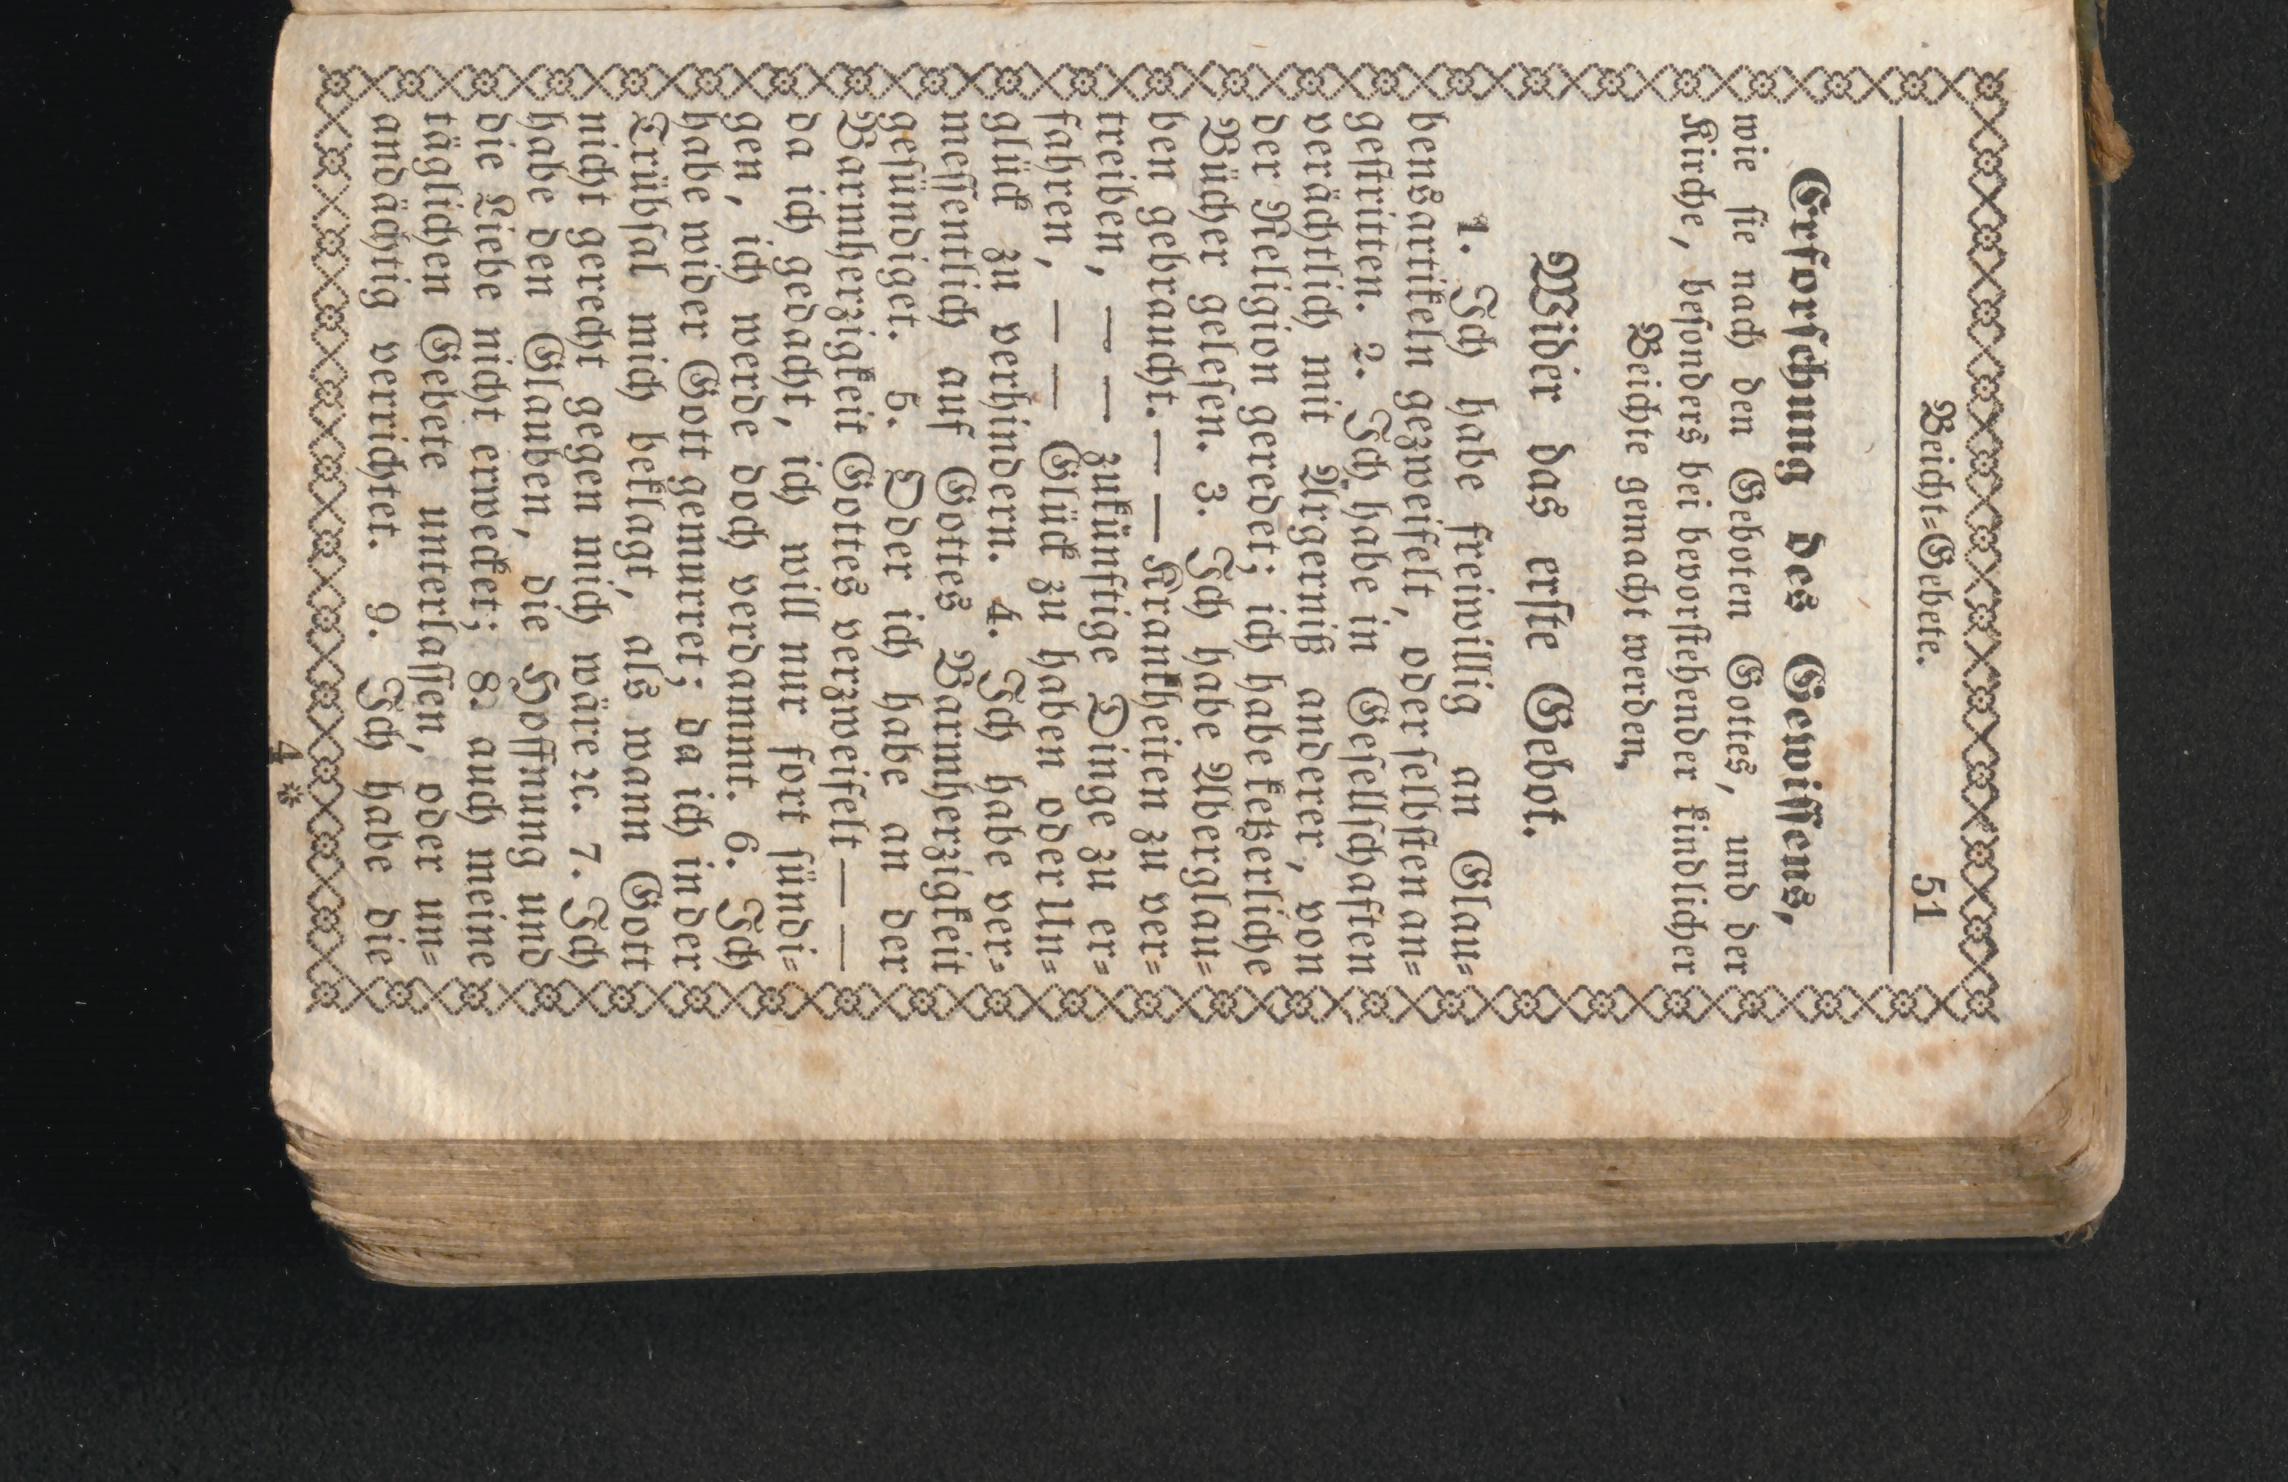 Beicht=Gebete. 51
Erforschung des Gewissens,
wie sie nach den Geboten Gottes, und der
Kirche, besonders bei bevorstehender kindlicher
Beichte gemacht werden,
Wider das erste Gebot.
1. Ich habe freiwillig an Glau=
bensartikeln gezweifelt, oder selbsten an=
gestritten. 2. Ich habe in Gesellschaften
verächtlich mit Ärgerniß anderer, von
der Religion geredet; ich habe ketzerliche
Bücher gelesen. 3. Ich habe Aberglau=
ben gebraucht. — — Krankheiten zu ver=
treiben, — — zukünftige Dinge zu er=
fahren, — — Glück zu haben oder Un=
glück zu verhindern. 4. Ich habe ver=
messentlich auf Gottes Barmherzigkeit
gesündiget. 5. Oder ich habe an der
Barmherzigkeit Gottes verzweifelt — —
da ich gedacht, ich will nur fort sündi=
gen, ich werde doch verdammt. 6. Ich
habe wider Gott gemurret; da ich in der
Trübsal mich beklagt, als wann Gott
nicht gerecht gegen mich wäre ꝛc. 7. Ich
habe den Glauben, die Hoffnung und
die Liebe nicht erwecket; 8. auch meine
täglichen Gebete unterlassen, oder un=
andächtig verrichtet. 9. Ich habe die
4 *